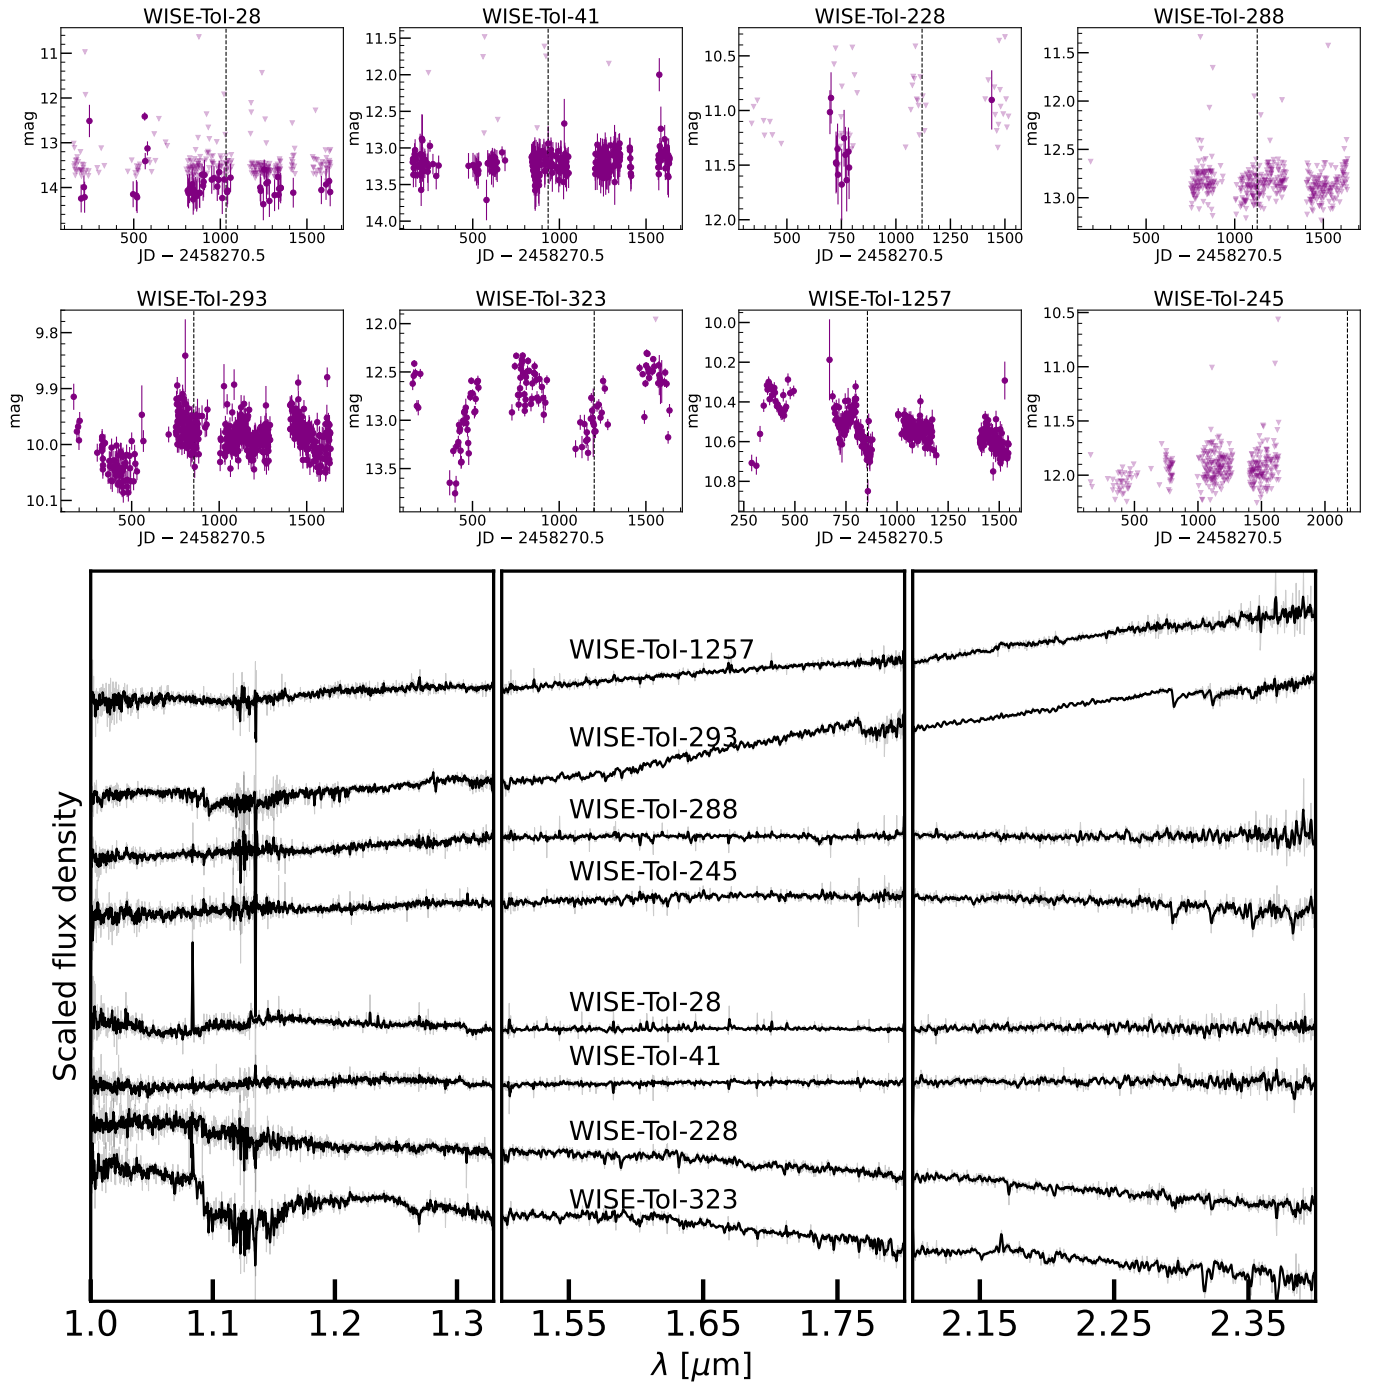 WISE-ToI-28
WISE-ToI-41
WISE-ToI-228
WISE-ToI-288
mag
11
12
13
14
500
1000
1500
JD − 2458270.5
mag
11.5
12.0
12.5
13.0
13.5
14.0
500
1000
1500
JD − 2458270.5
mag
10.5
11.0
11.5
12.0
500
750
1000
1250
1500
JD − 2458270.5
mag
11.5
12.0
12.5
13.0
500
1000
1500
JD − 2458270.5
WISE-ToI-293
WISE-ToI-323
WISE-ToI-1257
WISE-ToI-245
mag
9.8
9.9
10.0
10.1
500
1000
1500
JD − 2458270.5
mag
12.0
12.5
13.0
13.5
500
1000
1500
JD − 2458270.5
mag
10.0
10.2
10.4
10.6
10.8
250
500
750
1000
1250
1500
JD − 2458270.5
mag
10.5
11.0
11.5
12.0
500
1000
1500
2000
JD − 2458270.5
Scaled flux density
WISE-ToI-1257
WISE-ToI-293
WISE-ToI-288
WISE-ToI-245
WISE-ToI-28
WISE-ToI-41
WISE-ToI-228
WISE-ToI-323
1.0 1.1 1.2 1.3 1.55 1.65 1.75 2.15 2.25 2.35
λ [μm]